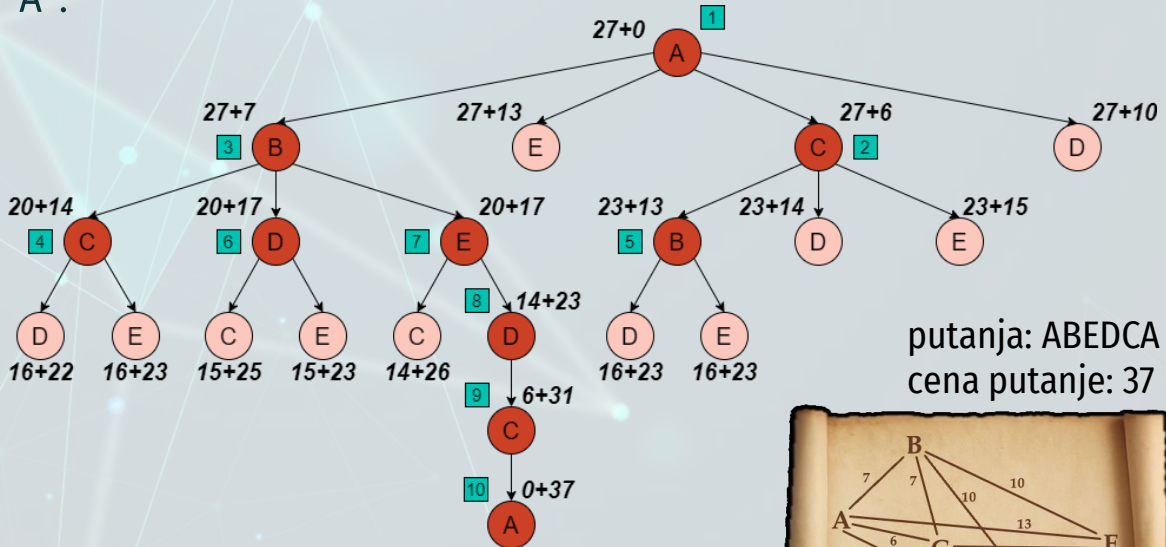 A*.
27+0 1
A
27+7 27+13 27+6 27+10
3 B E C 2 D
20+14 20+17 20+17 23+13 23+14 23+15
4 C 6 D 7 E 5 B D E
8 14+23
D E C E C D D E
16+22 16+23 15+25 15+23 14+26 16+23 16+23
putanja: ABEDCA
cena putanje: 37
9 6+31
C
10 0+37
A
B
7 7 10 10
A 13
6 E
C